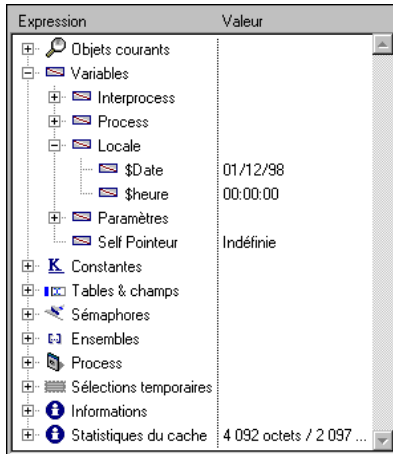 Expression Valeur
Objets courants
Variables
Interprocess
Process
Locale
$Date 01/12/98
$heure 00:00:00
Paramètres
Self Pointeur Indéfinie
K Constantes
Tables & champs
Sémaphores
Ensembles
Process
Sélections temporaires
Informations
Statistiques du cache 4 092 octets / 2 097 ...